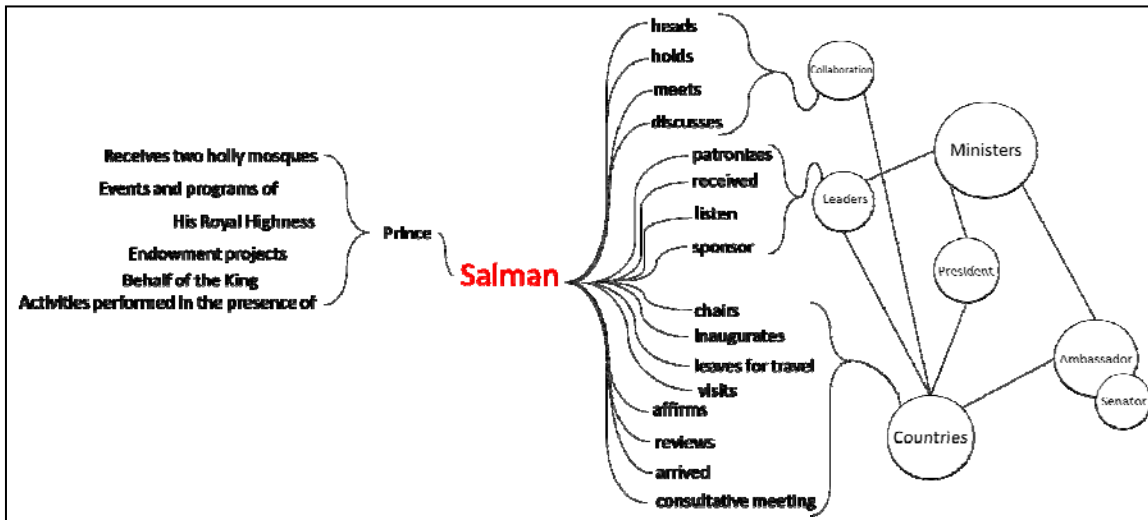 Receives two holly mosques
Events and programs of
His Royal Highness
Endowment projects
Behalf of the King
Activities performed in the presence of
Prince
Salman
heads
holds
meets
discusses
patronizes
received
listen
sponsor
chairs
inaugurates
leaves for travel
visits
affirms
reviews
arrived
consultative meeting
Collaboration
Ministers
Leaders
President
Ambassador
Senator
Countries